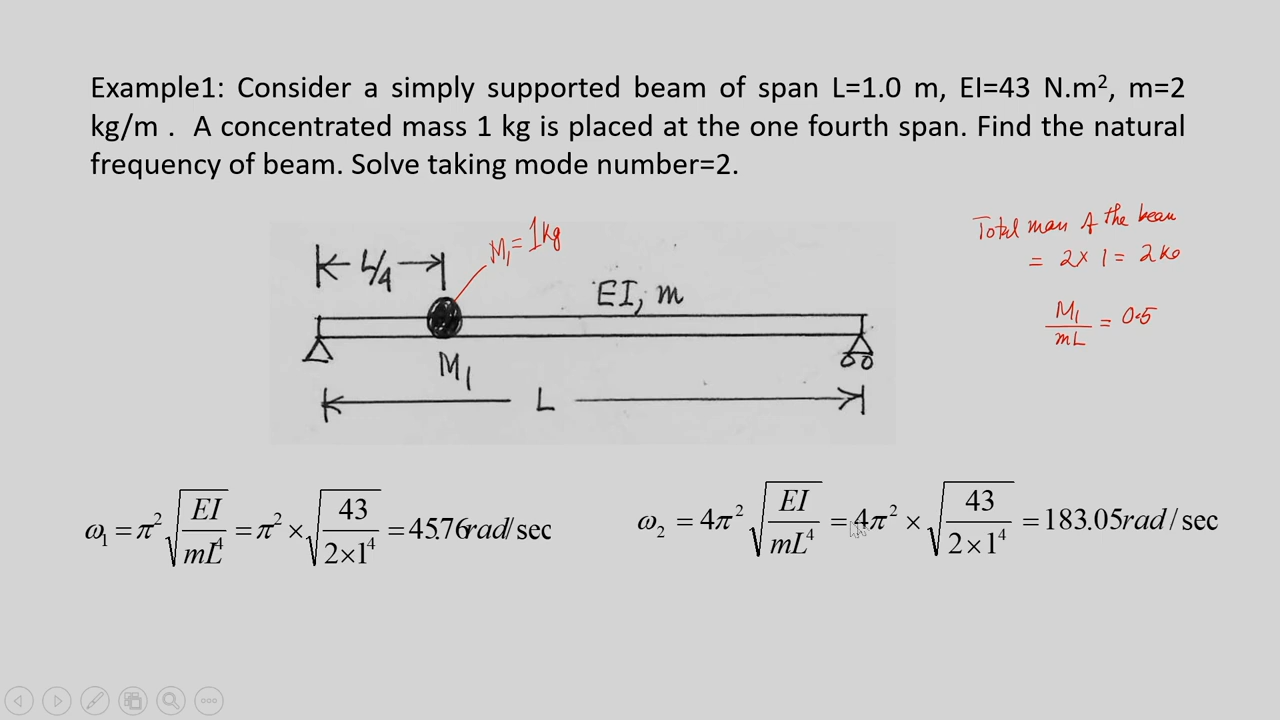 Example1: Consider a simply supported beam of span L=1.0 m, EI=43 N.m², m=2
kg/m . A concentrated mass 1 kg is placed at the one fourth span. Find the natural
frequency of beam. Solve taking mode number=2.
Total mass of the beam
= 2 × 1 = 2 kg
M₁/mL = 0.5
M₁ = 1 kg
L/4
EI, m
M₁
L
ω₁ = π² √(EI/mL⁴) = π² × √(43/2×1⁴) = 45.76 rad/sec
ω₂ = 4π² √(EI/mL⁴) = 4π² × √(43/2×1⁴) = 183.05 rad / sec